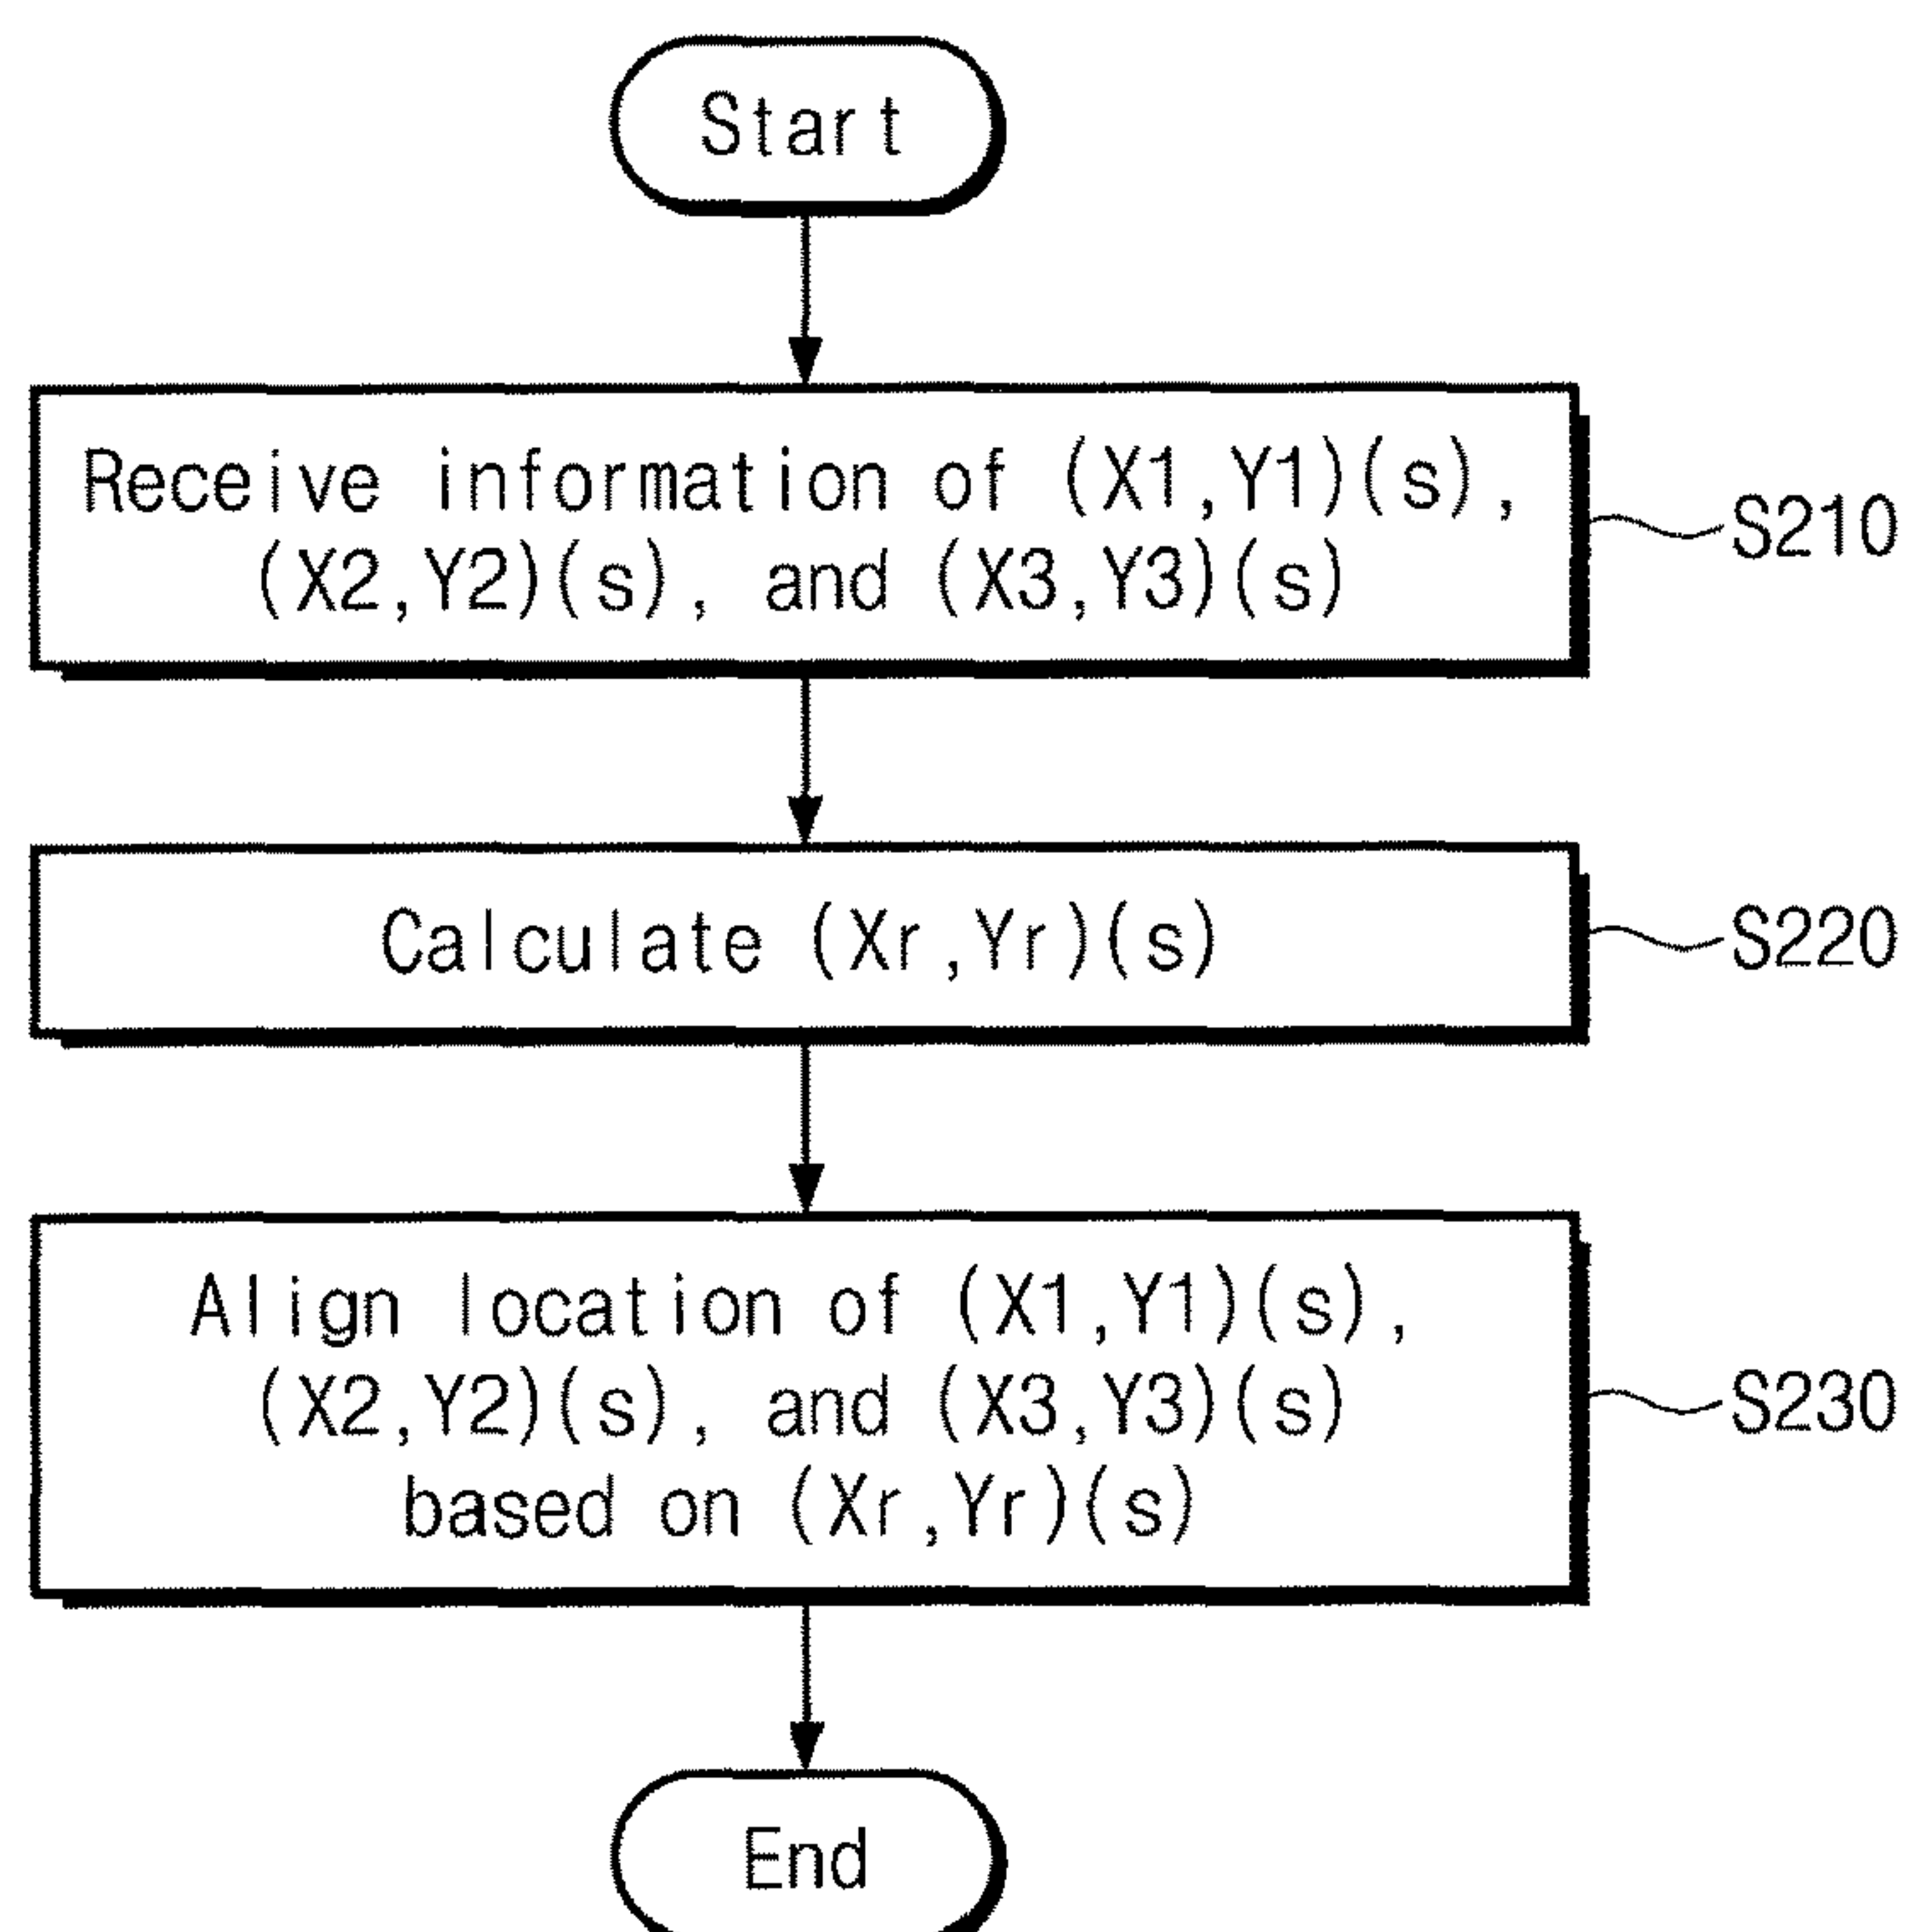 Start
Receive information of (X1,Y1)(s),
(X2,Y2)(s), and (X3,Y3)(s)
S210
Calculate (Xr,Yr)(s)
S220
Align location of (X1,Y1)(s),
(X2,Y2)(s), and (X3,Y3)(s)
based on (Xr,Yr)(s)
S230
End